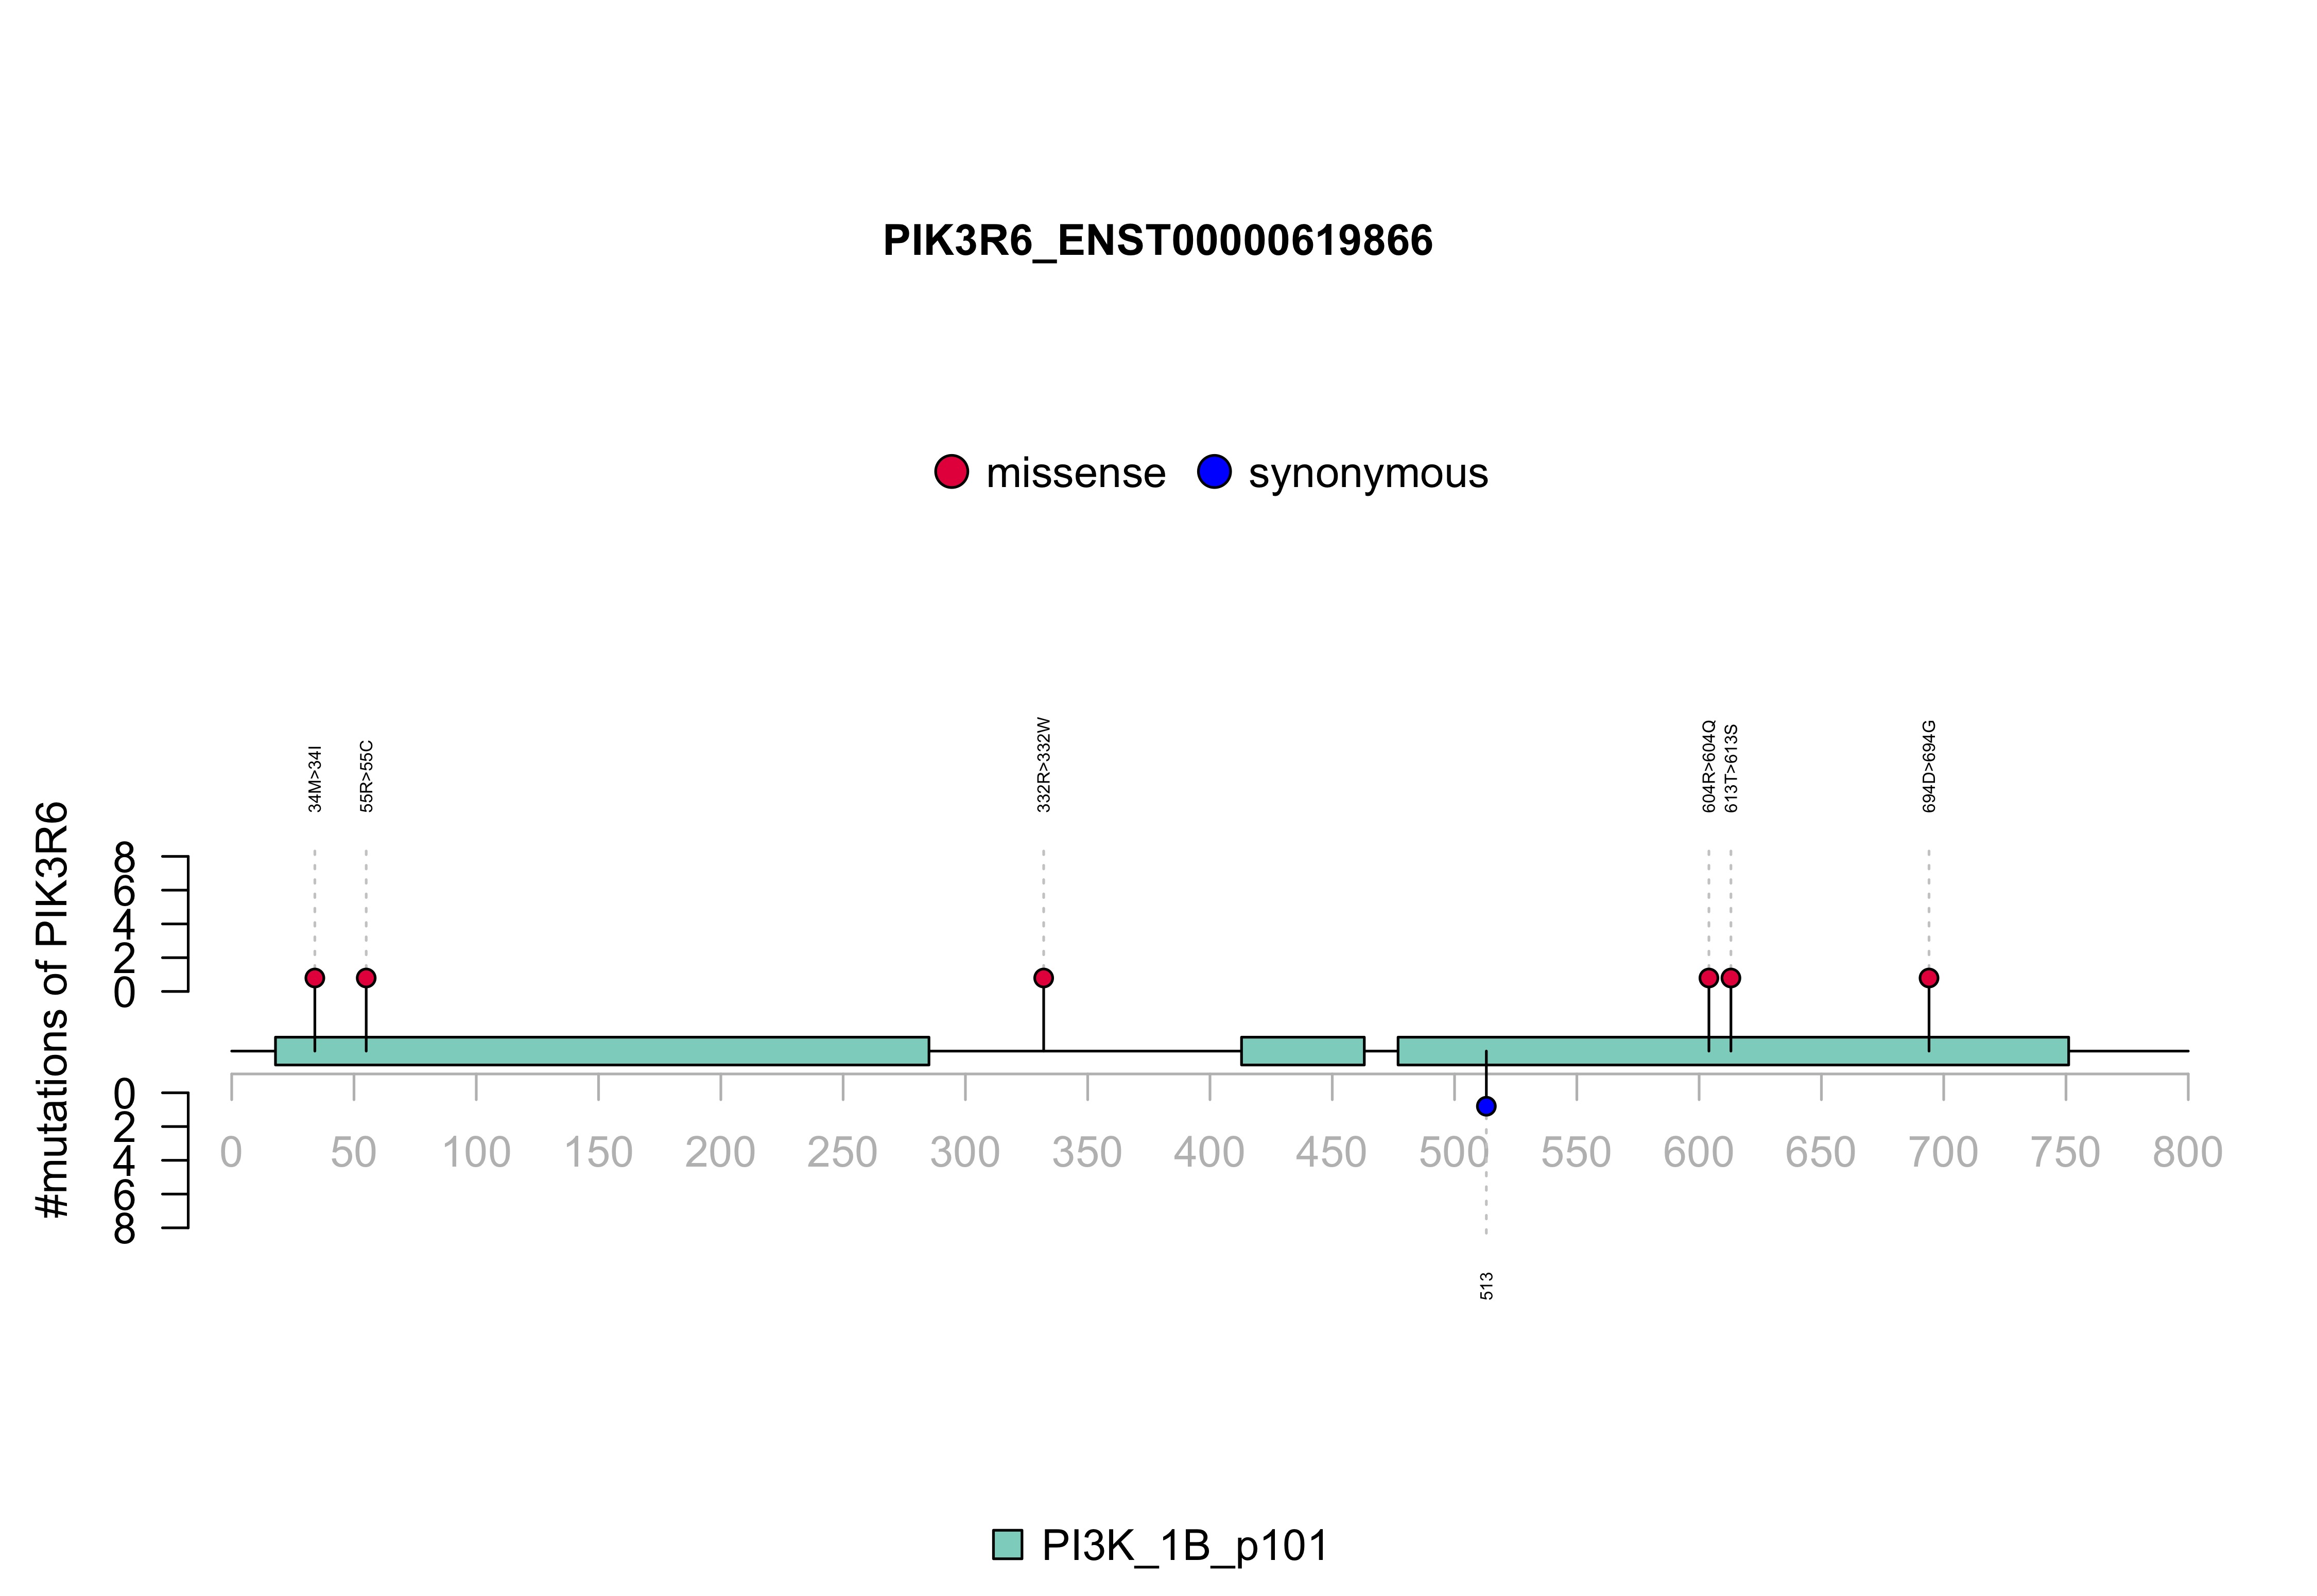 PIK3R6_ENST00000619866
missense synonymous
34M>34I 55R>55C 332R>332W 604R>604Q 613T>613S 694D>694G
#mutations of PIK3R6
8
6
4
2
0
0
2
4
6
8
0 50 100 150 200 250 300 350 400 450 500 550 600 650 700 750 800
513
PI3K_1B_p101